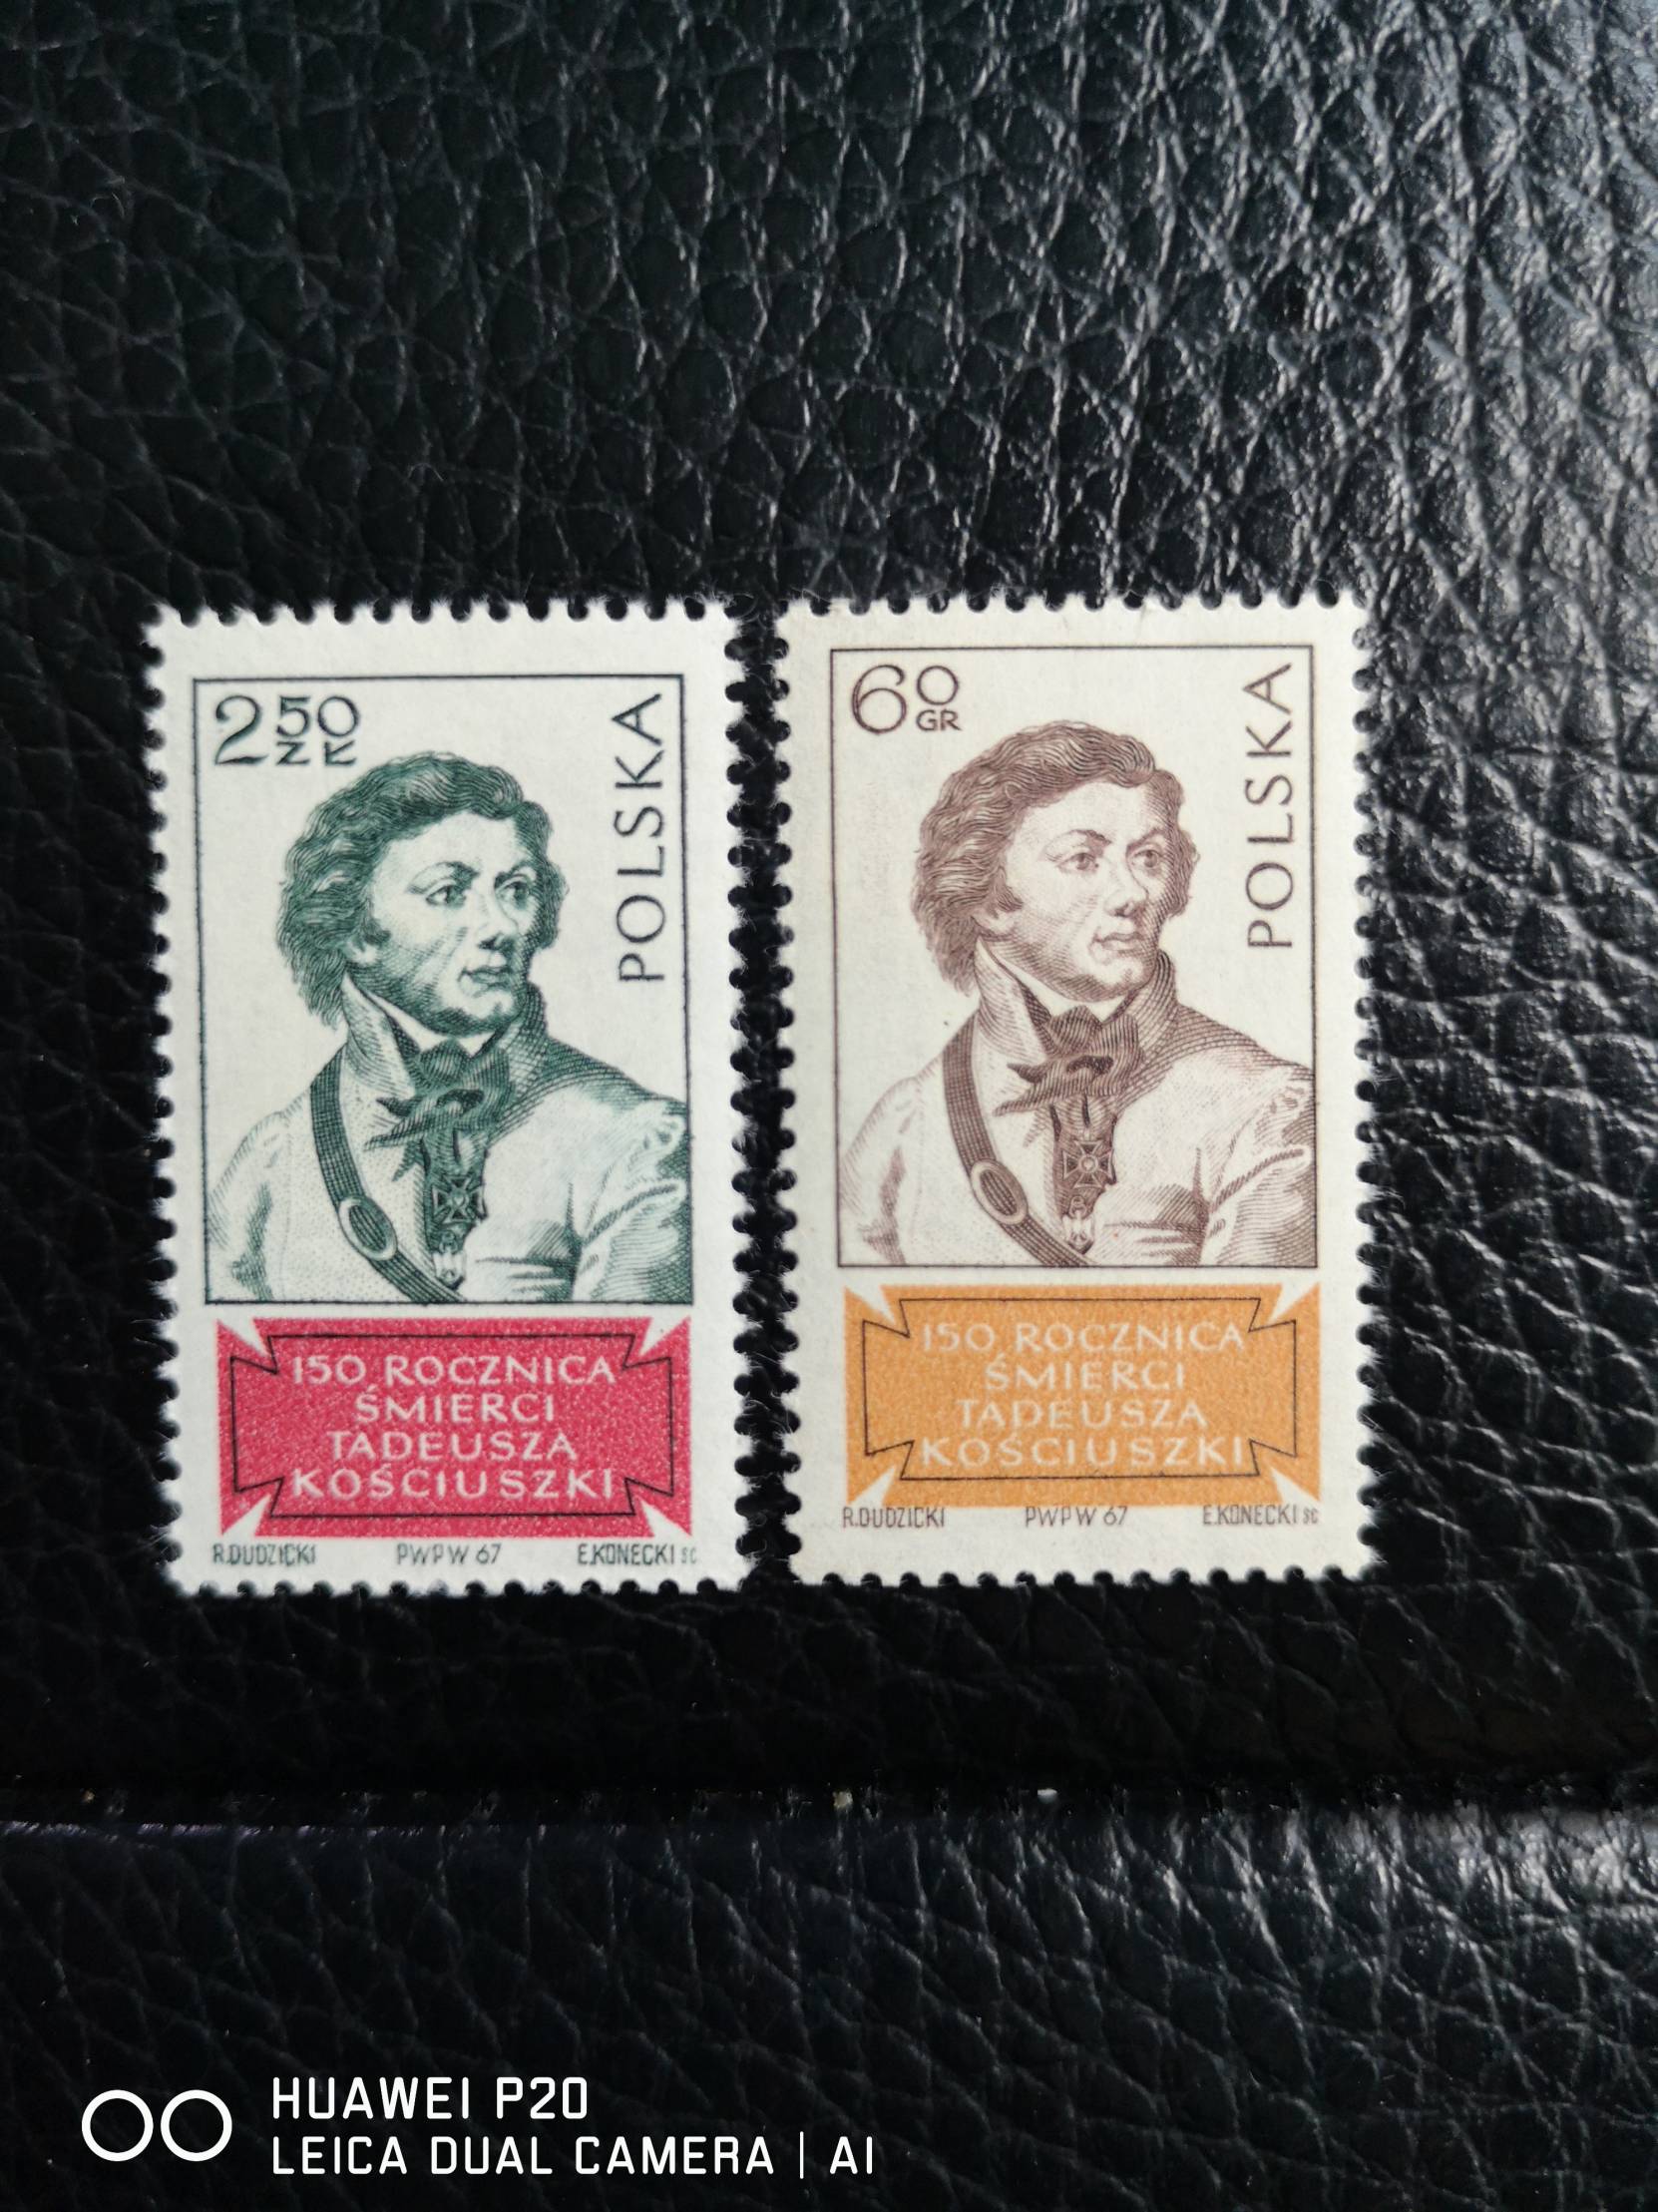 2 50
ZŁ
POLSKA
150 ROCZNICA
ŚMIERCI
TADEUSZA
KOŚCIUSZKI
R.DUDZICKI PWPW 67 E.KONECKI SC
60
GR
POLSKA
150 ROCZNICA
ŚMIERCI
TADEUSZA
KOŚCIUSZKI
R.DUDZICKI PWPW 67 E.KONECKI SC
HUAWEI P20
LEICA DUAL CAMERA | AI